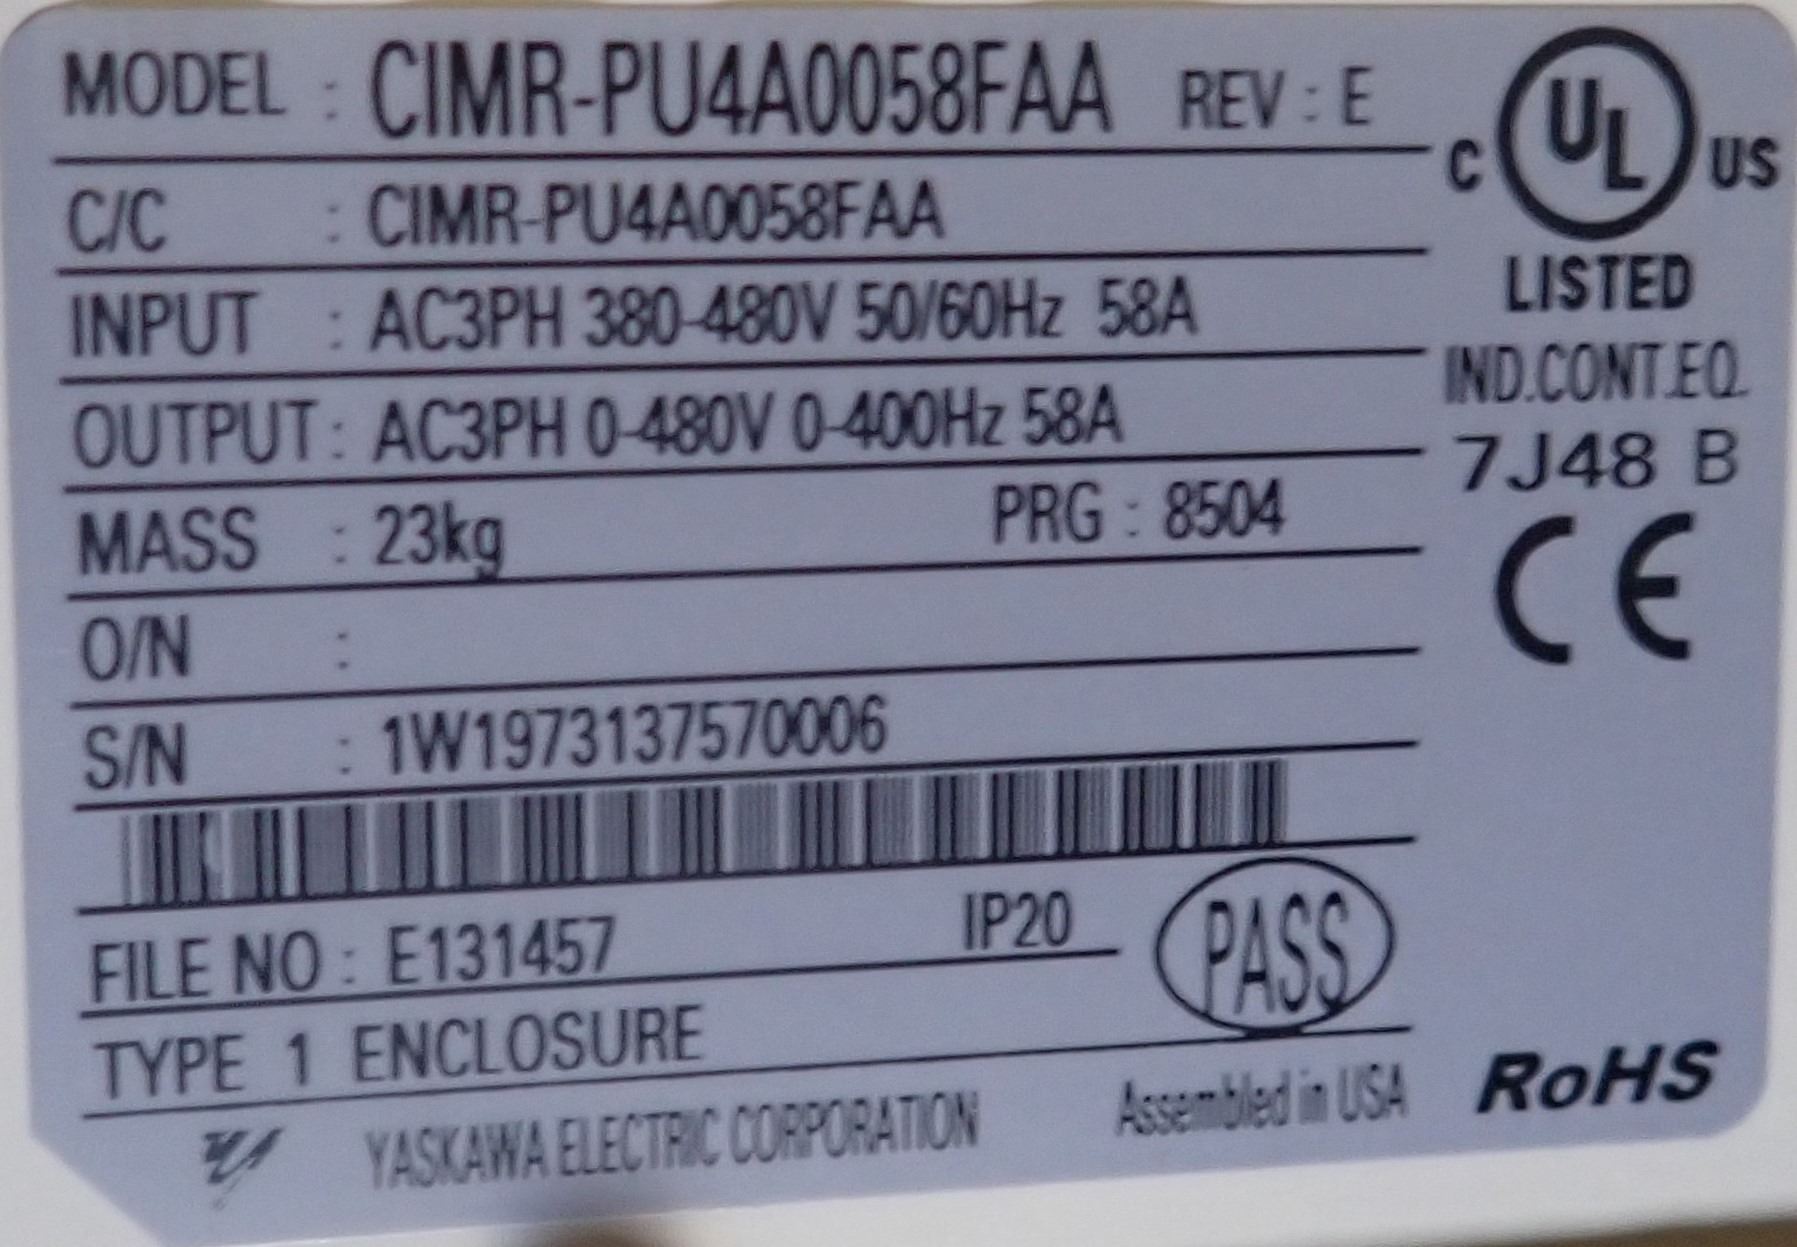 MODEL : CIMR-PU4A0058FAA REV : E
C/C : CIMR-PU4A0058FAA
INPUT : AC3PH 380-480V 50/60Hz 58A
OUTPUT : AC3PH 0-480V 0-400Hz 58A
MASS : 23kg PRG : 8504
O/N :
S/N : 1W1973137570006
FILE NO : E131457 IP20
PASS
TYPE 1 ENCLOSURE
YASKAWA ELECTRIC CORPORATION Assembled in USA
C UL US
LISTED
IND.CONT.EQ.
7J48 B
CE
RoHS